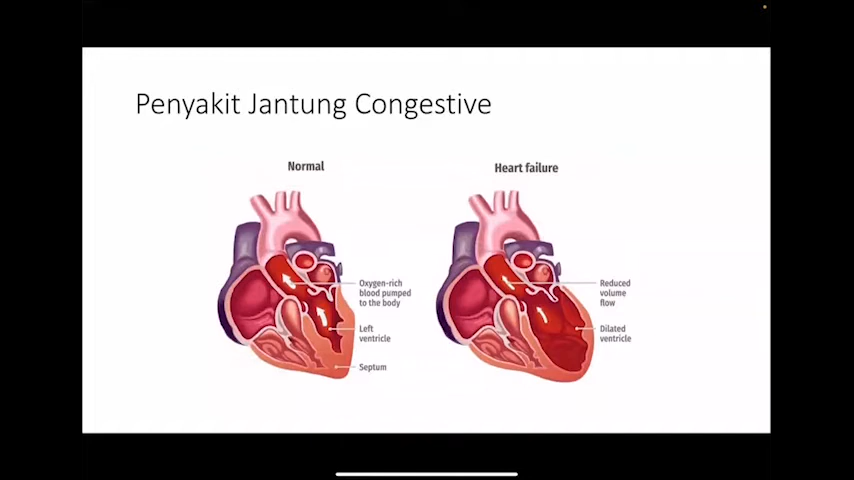 Penyakit Jantung Congestive
Normal
Oxygen-rich
blood pumped
to the body
Left
ventricle
Septum
Heart failure
Reduced
volume
flow
Dilated
ventricle